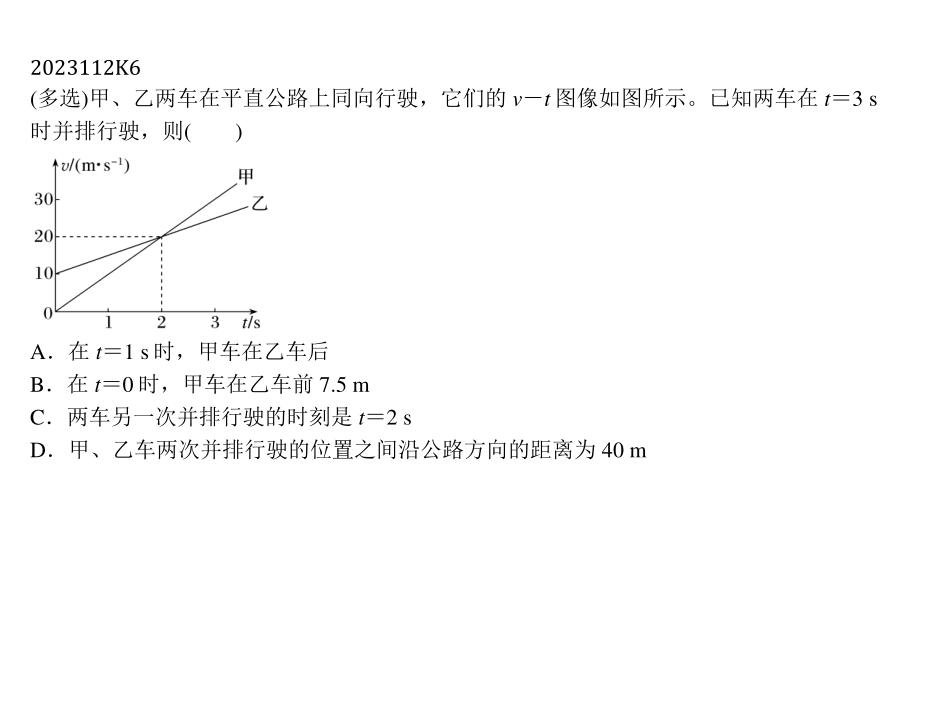 2023112K6
(多选)甲、乙两车在平直公路上同向行驶，它们的 v－t 图像如图所示。已知两车在 t＝3 s
时并排行驶，则(　　)
v/(m·s⁻¹)
甲
30
乙
20
10
0
1 2 3 t/s
A．在 t＝1 s 时，甲车在乙车后
B．在 t＝0 时，甲车在乙车前 7.5 m
C．两车另一次并排行驶的时刻是 t＝2 s
D．甲、乙车两次并排行驶的位置之间沿公路方向的距离为 40 m